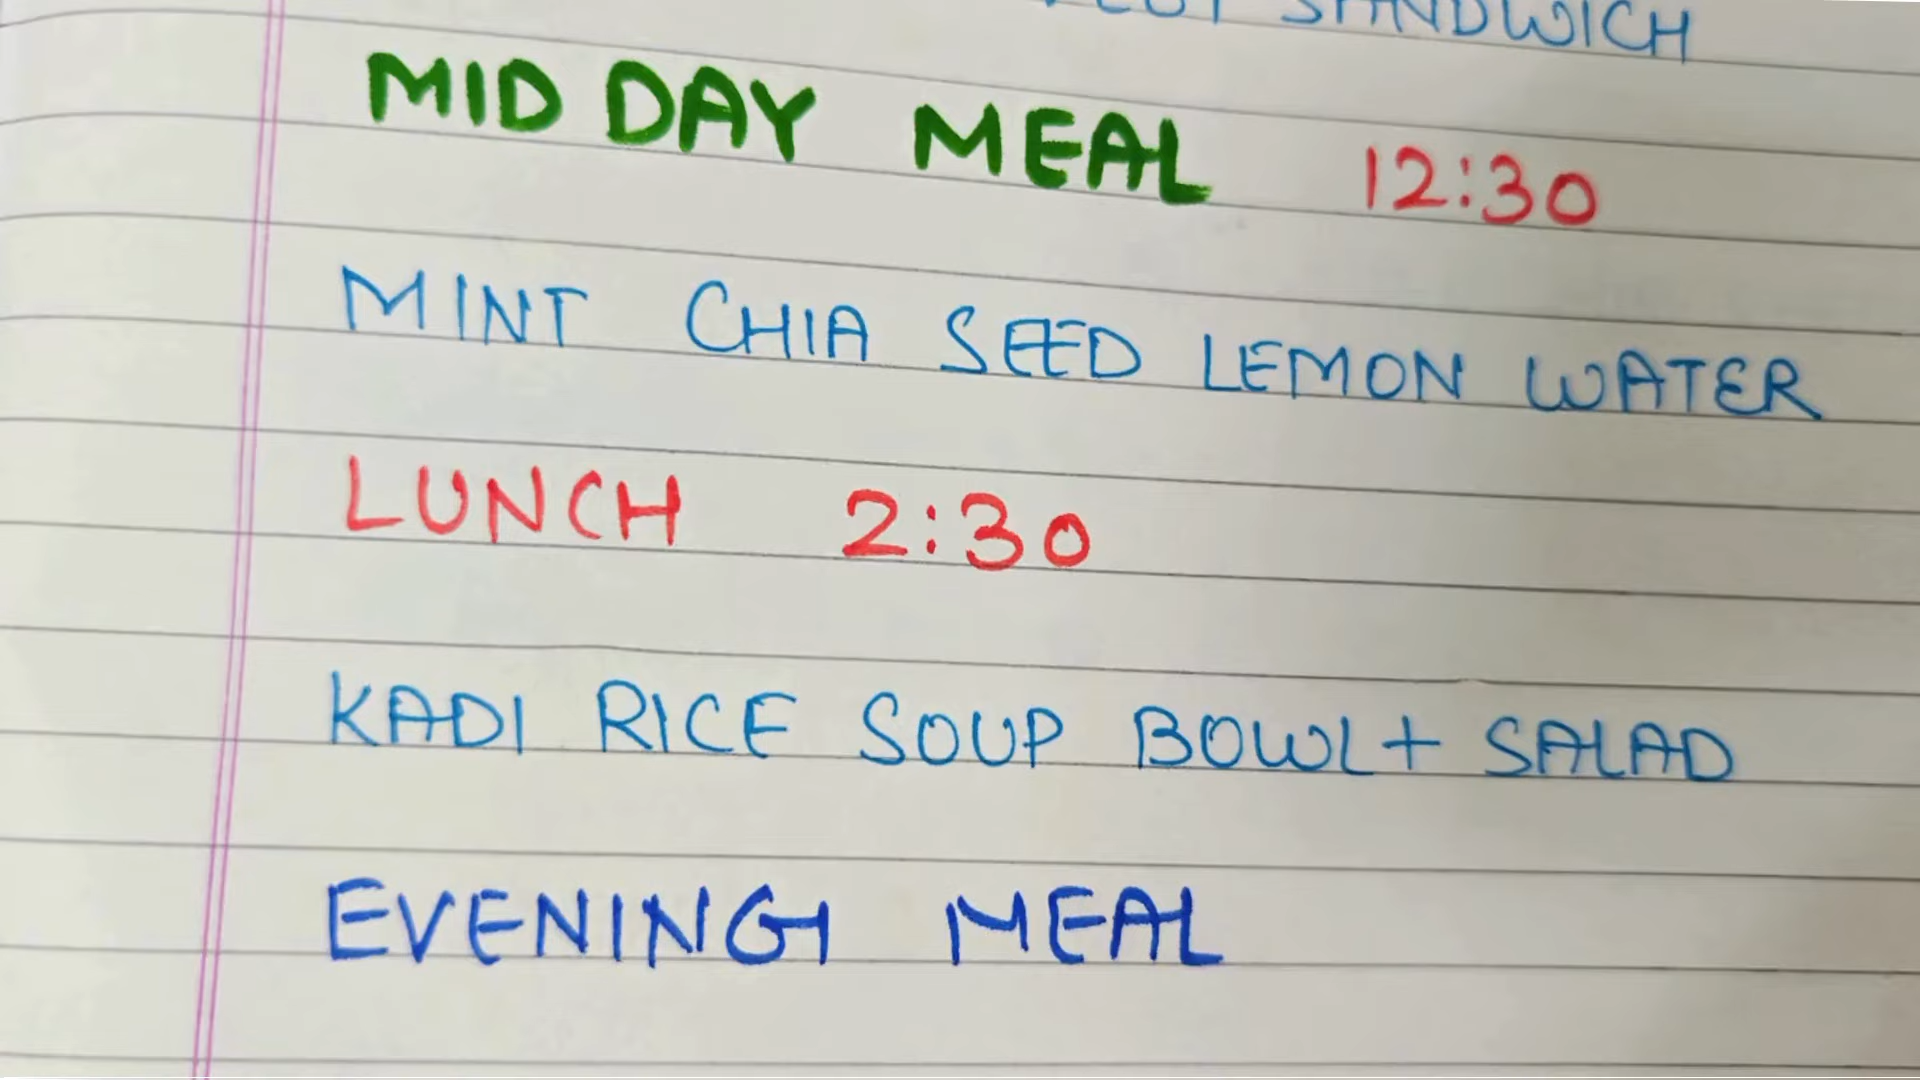 SANDWICH
MID DAY MEAL 12:30
MINT CHIA SEED LEMON WATER
LUNCH 2:30
KADI RICE SOUP BOWL + SALAD
EVENING MEAL